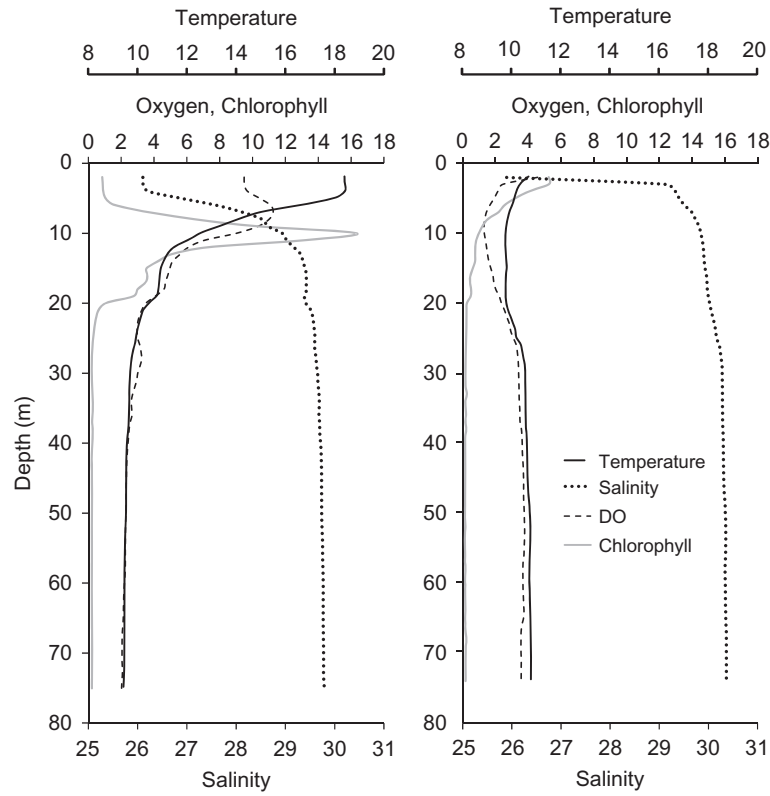 Temperature
8 10 12 14 16 18 20
Oxygen, Chlorophyll
0 2 4 6 8 10 12 14 16 18
0
10
20
30
40
50
60
70
80
Depth (m)
25 26 27 28 29 30 31
Salinity
Temperature
8 10 12 14 16 18 20
Oxygen, Chlorophyll
0 2 4 6 8 10 12 14 16 18
0
10
20
30
40
50
60
70
80
Temperature
Salinity
DO
Chlorophyll
25 26 27 28 29 30 31
Salinity